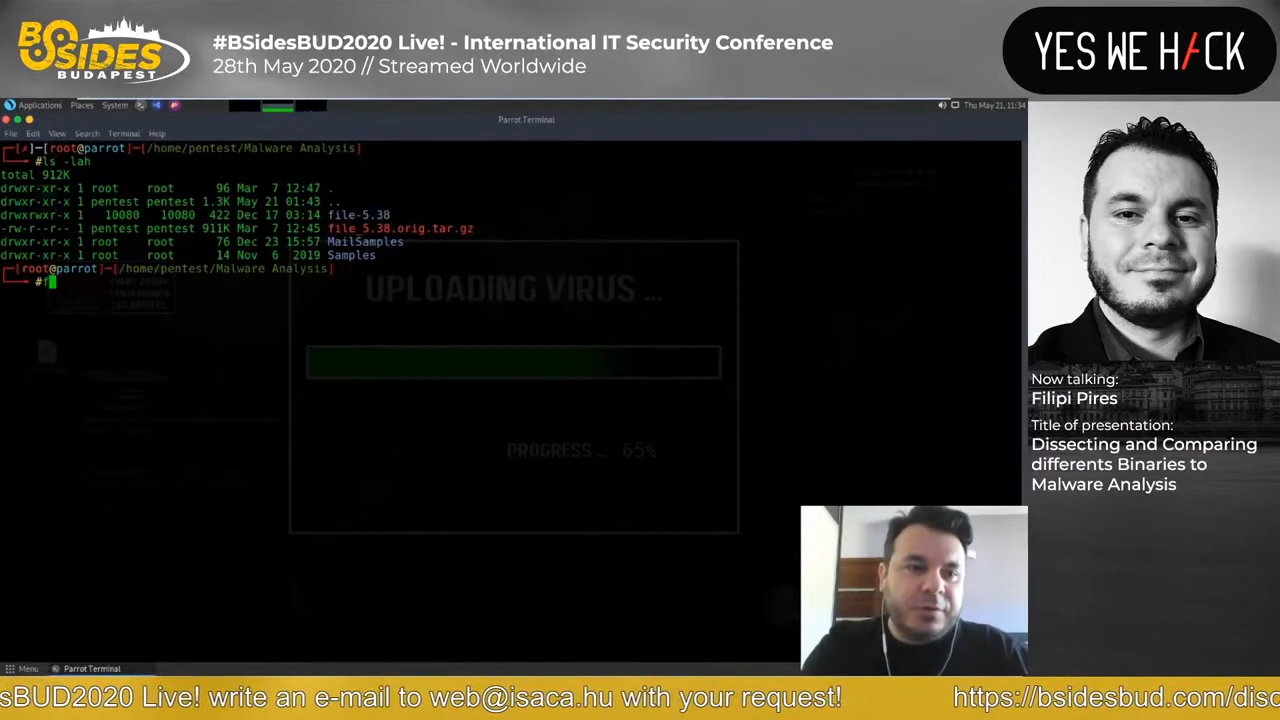 BSIDES
BUDAPEST
#BSidesBUD2020 Live! - International IT Security Conference
28th May 2020 // Streamed Worldwide
YES WE H/CK
Applications Places System
Thu May 21, 11:34
Parrot Terminal
File Edit View Search Terminal Help
┌─[✗]─[root@parrot]─[/home/pentest/Malware Analysis]
└──╼ #ls -lah
total 912K
drwxr-xr-x 1 root root 96 Mar 7 12:47 .
drwxr-xr-x 1 pentest pentest 1.3K May 21 01:43 ..
drwxrwxr-x 1 10080 10080 422 Dec 17 03:14 file-5.38
-rw-r--r-- 1 pentest pentest 911K Mar 7 12:45 file_5.38.orig.tar.gz
drwxr-xr-x 1 root root 76 Dec 23 15:57 MailSamples
drwxr-xr-x 1 root root 14 Nov 6 2019 Samples
┌─[root@parrot]─[/home/pentest/Malware Analysis]
└──╼ #f
UPLOADING VIRUS ...
PROGRESS... 65%
Now talking:
Filipi Pires
Title of presentation:
Dissecting and Comparing
differents Binaries to
Malware Analysis
Menu Parrot Terminal
sBUD2020 Live! write an e-mail to web@isaca.hu with your request! https://bsidesbud.com/disc